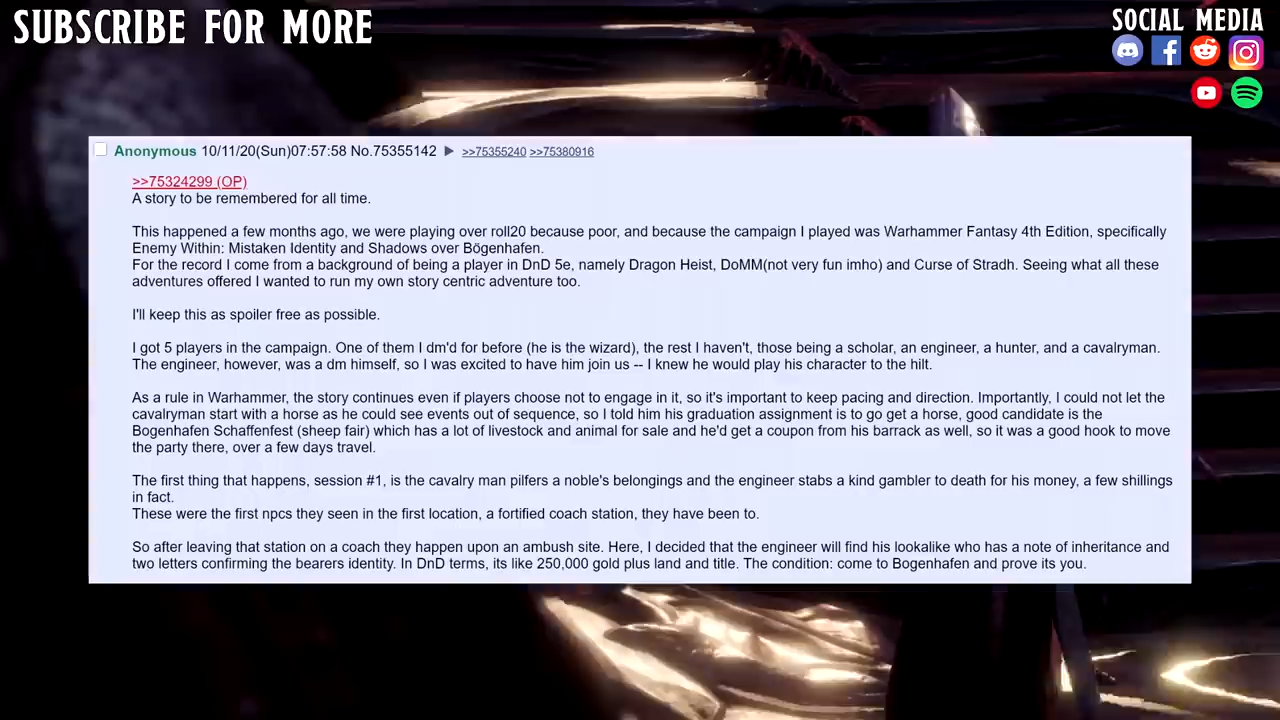 SUBSCRIBE FOR MORE
SOCIAL MEDIA
Anonymous 10/11/20(Sun)07:57:58 No.75355142 ▶ >>75355240 >>75380916
>>75324299 (OP)
A story to be remembered for all time.
This happened a few months ago, we were playing over roll20 because poor, and because the campaign I played was Warhammer Fantasy 4th Edition, specifically
Enemy Within: Mistaken Identity and Shadows over Bögenhafen.
For the record I come from a background of being a player in DnD 5e, namely Dragon Heist, DoMM(not very fun imho) and Curse of Stradh. Seeing what all these
adventures offered I wanted to run my own story centric adventure too.
I'll keep this as spoiler free as possible.
I got 5 players in the campaign. One of them I dm'd for before (he is the wizard), the rest I haven't, those being a scholar, an engineer, a hunter, and a cavalryman.
The engineer, however, was a dm himself, so I was excited to have him join us -- I knew he would play his character to the hilt.
As a rule in Warhammer, the story continues even if players choose not to engage in it, so it's important to keep pacing and direction. Importantly, I could not let the
cavalryman start with a horse as he could see events out of sequence, so I told him his graduation assignment is to go get a horse, good candidate is the
Bogenhafen Schaffenfest (sheep fair) which has a lot of livestock and animal for sale and he'd get a coupon from his barrack as well, so it was a good hook to move
the party there, over a few days travel.
The first thing that happens, session #1, is the cavalry man pilfers a noble's belongings and the engineer stabs a kind gambler to death for his money, a few shillings
in fact.
These were the first npcs they seen in the first location, a fortified coach station, they have been to.
So after leaving that station on a coach they happen upon an ambush site. Here, I decided that the engineer will find his lookalike who has a note of inheritance and
two letters confirming the bearers identity. In DnD terms, its like 250,000 gold plus land and title. The condition: come to Bogenhafen and prove its you.